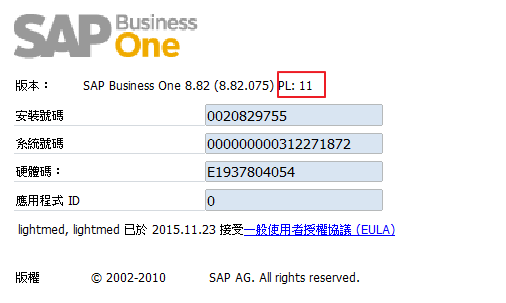 SAP Business One
版本： SAP Business One 8.82 (8.82.075) PL: 11
安裝號碼 0020829755
系統號碼 000000000312271872
硬體碼： E1937804054
應用程式 ID 0
lightmed, lightmed 已於 2015.11.23 接受一般使用者授權協議 (EULA)
版權 © 2002-2010 SAP AG. All rights reserved.